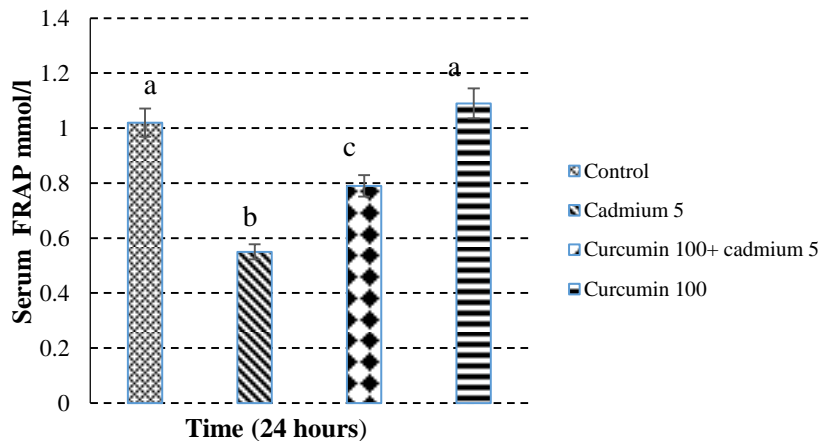 Serum FRAP mmol/l
1.4
1.2
1
0.8
0.6
0.4
0.2
0
a
b
c
a
Time (24 hours)
Control
Cadmium 5
Curcumin 100+ cadmium 5
Curcumin 100